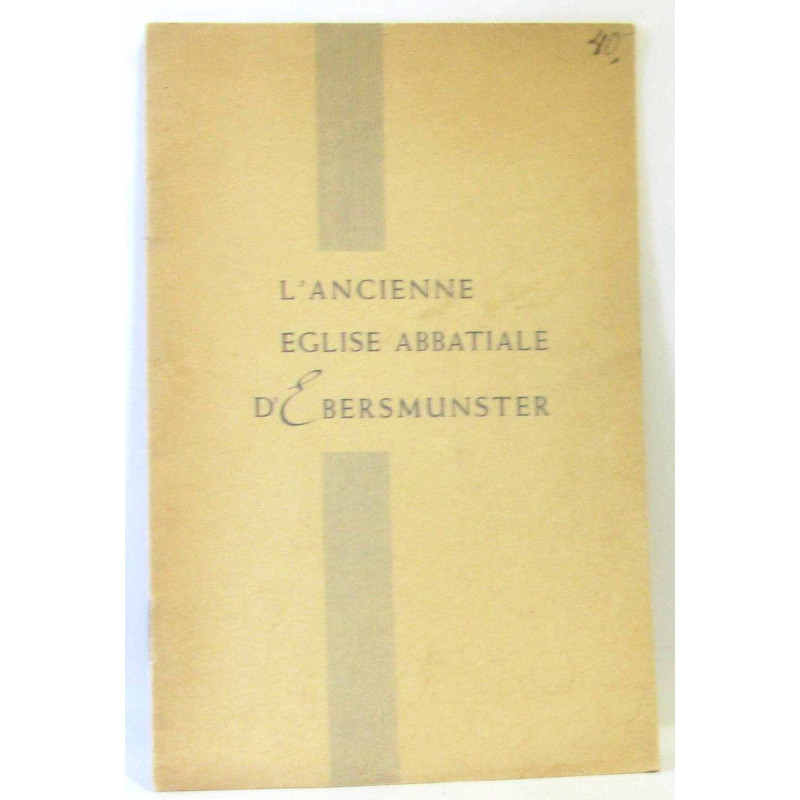 40,
L'ANCIENNE
EGLISE ABBATIALE
D'EBERSMUNSTER